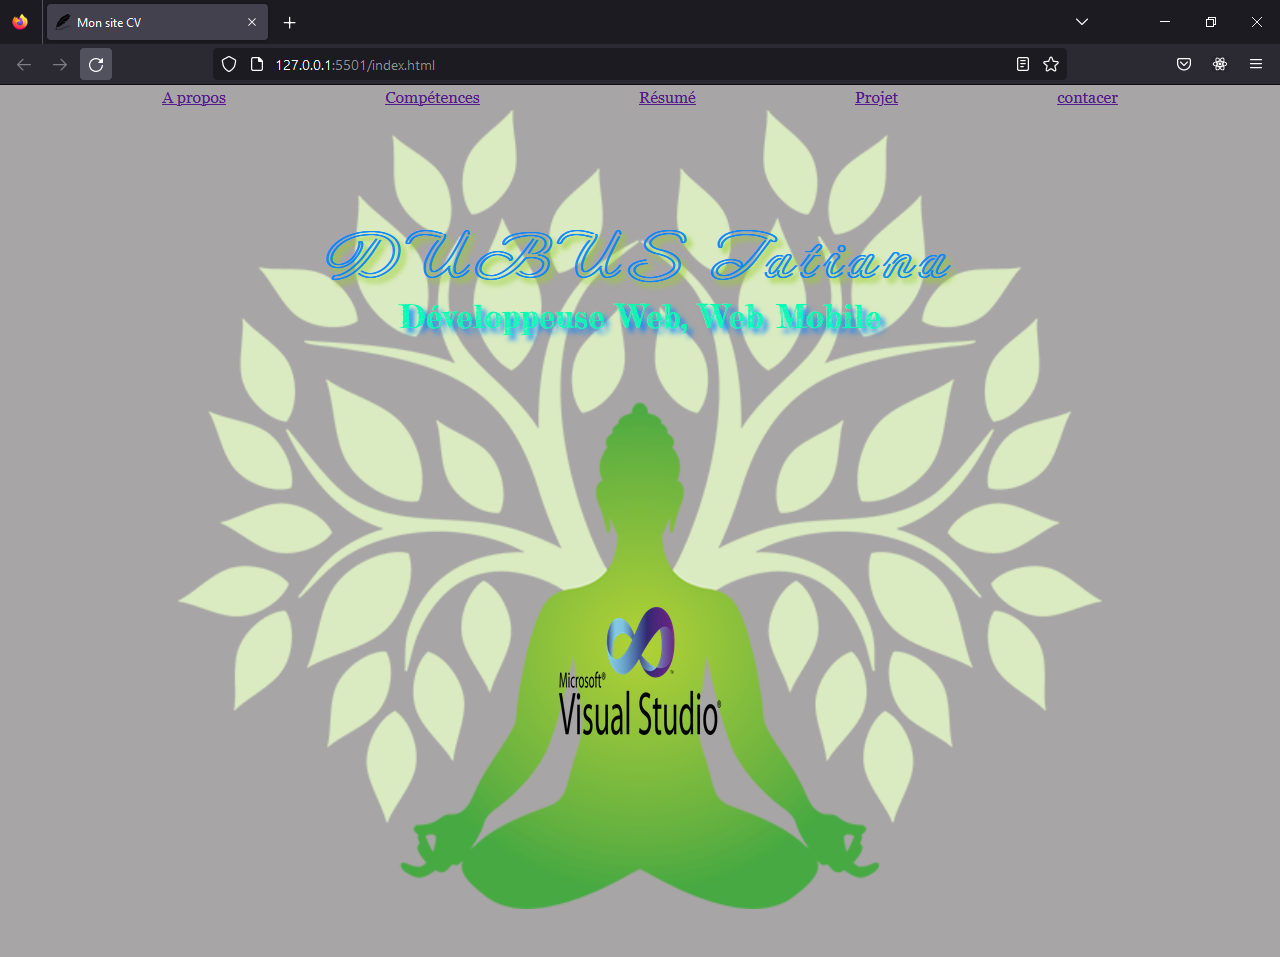 Mon site CV
127.0.0.1:5501/index.html
A propos Compétences Résumé Projet contacer
DUBUS Tatiana
Développeuse Web, Web Mobile
Microsoft®
Visual Studio®